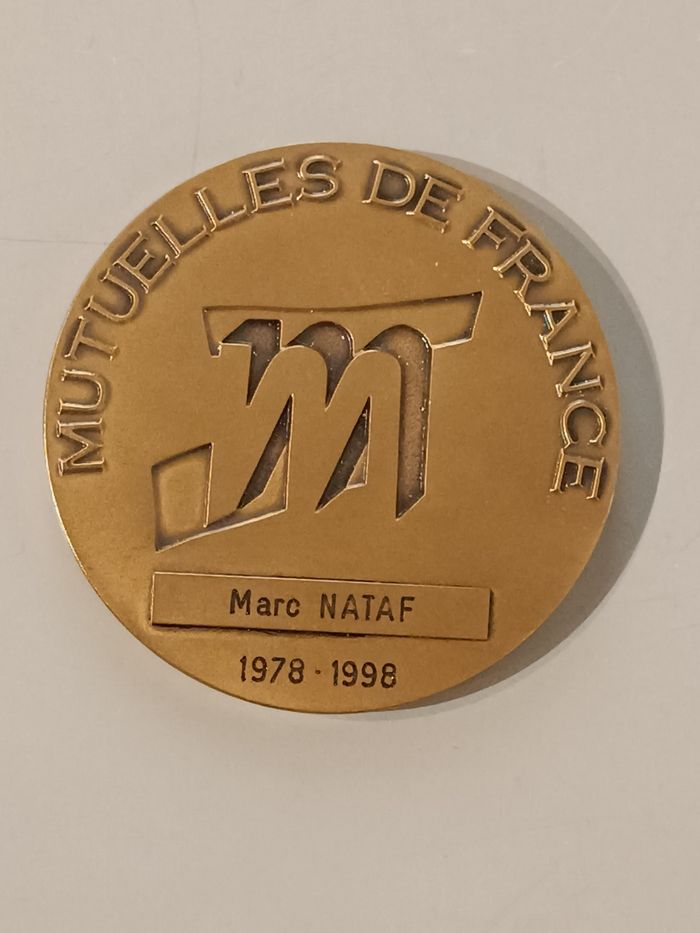 MUTUELLES DE FRANCE
m
Marc NATAF
1978 · 1998